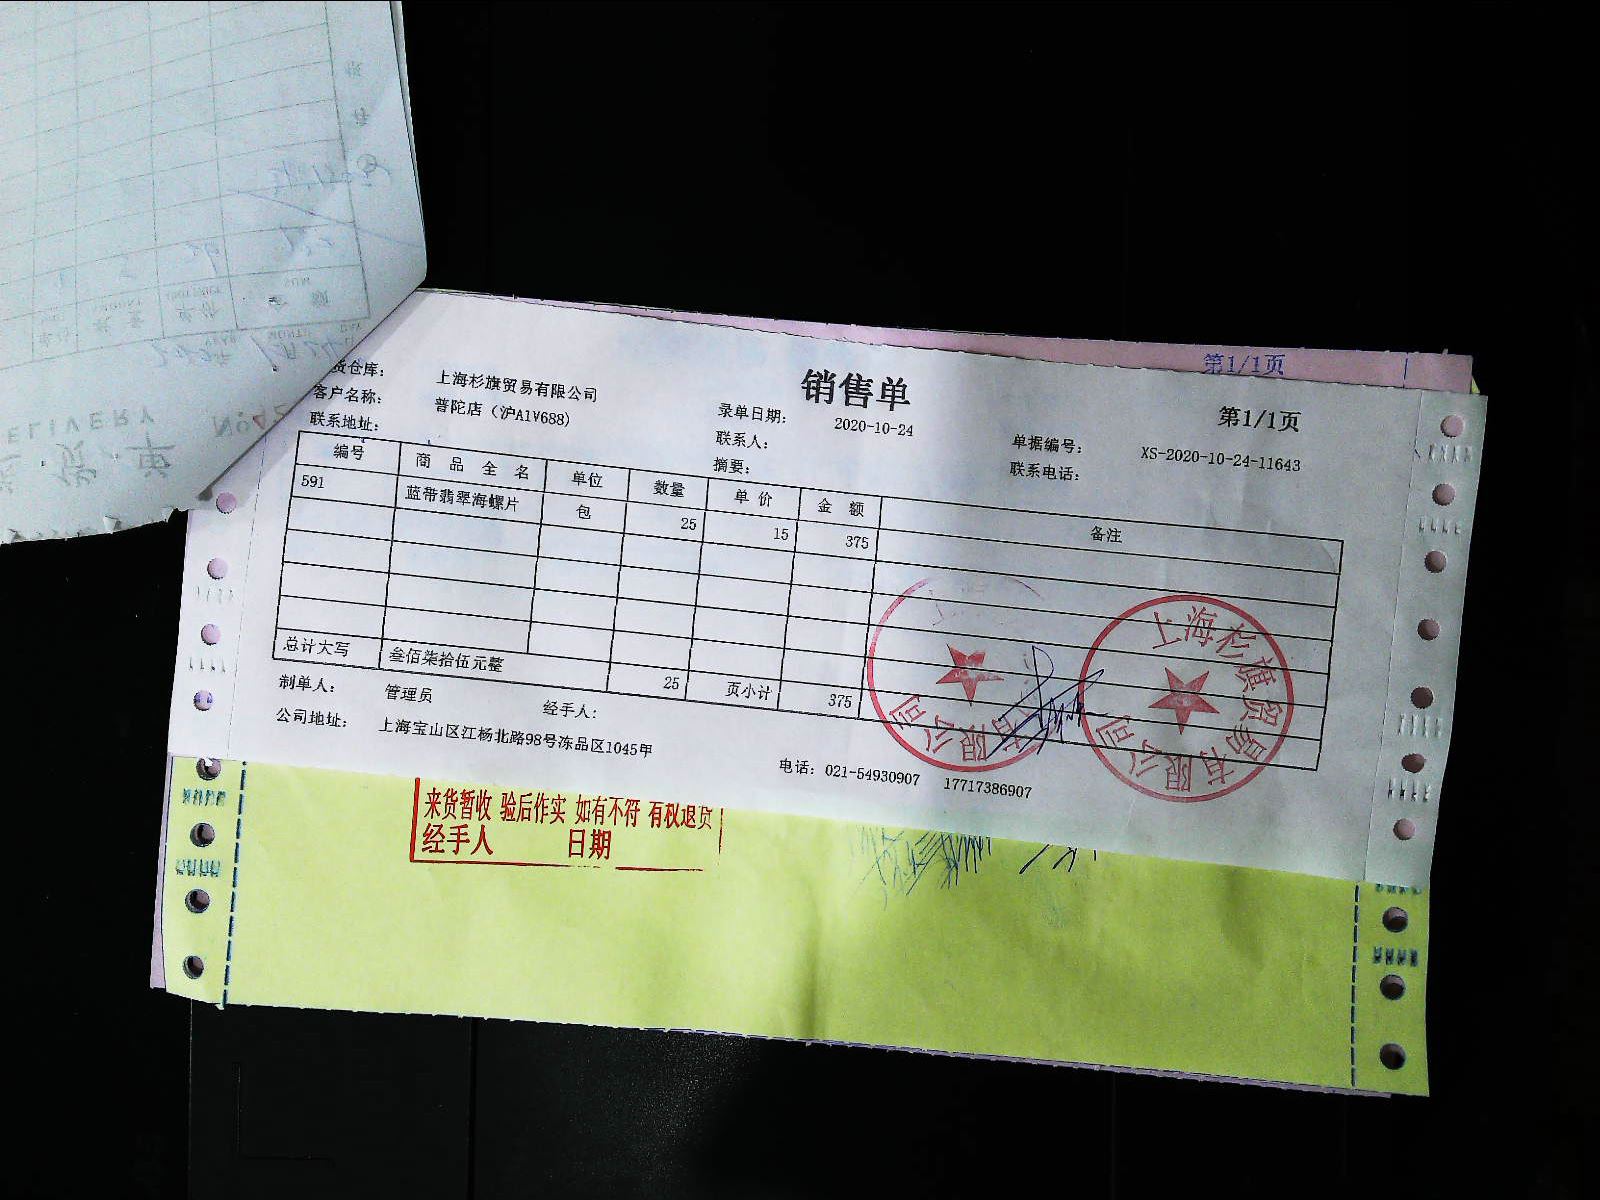 第1/1页
销售单
第1/1页
货仓库： 上海杉旗贸易有限公司
客户名称： 普陀店（沪A1V688） 录单日期： 2020-10-24 单据编号： XS-2020-10-24-11643
联系地址： 联系人： 联系电话：
摘要：
编号 商品全名 单位 数量 单价 金额 备注
591 蓝带翡翠海螺片 包 25 15 375
总计大写 叁佰柒拾伍元整 25 页小计 375
制单人： 管理员 经手人：
公司地址： 上海宝山区江杨北路98号冻品区1045甲 电话：021-54930907 17717386907
有限公司
上海杉旗贸易有限公司
来货暂收 验后作实 如有不符 有权退货
经手人 日期